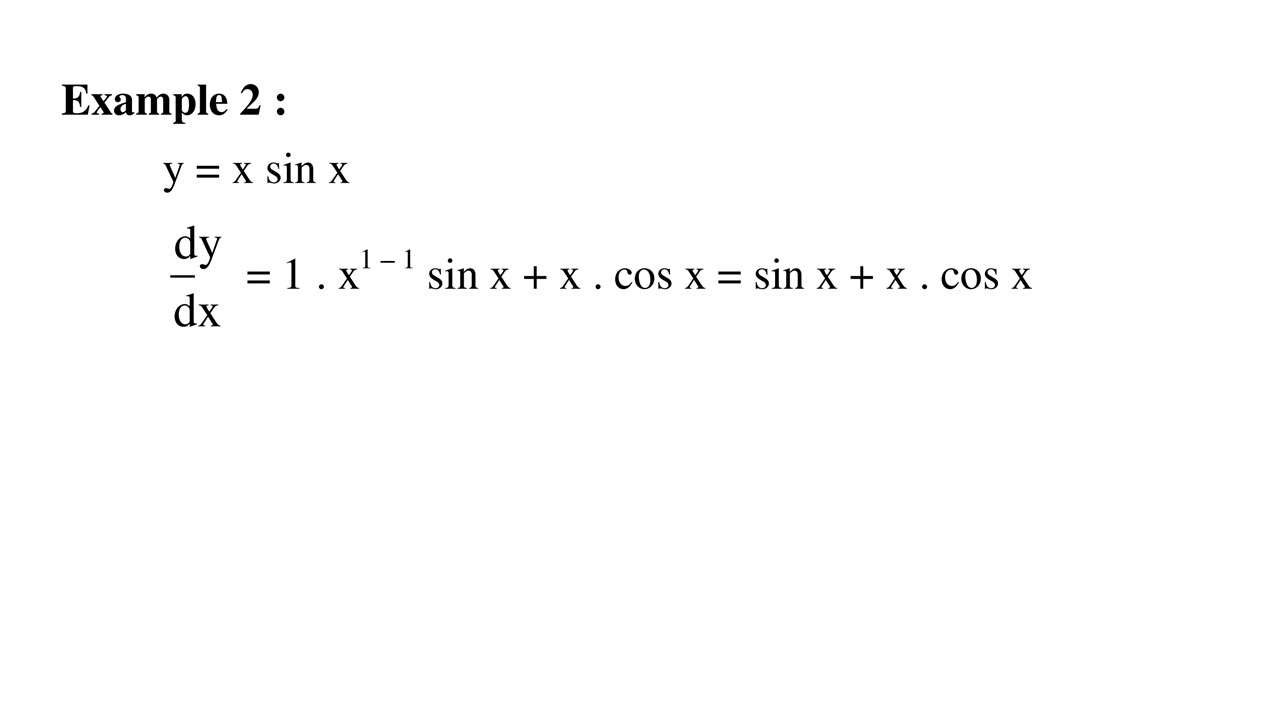 Example 2 :
y = x sin x
dy
dx
= 1 . x^{1 – 1} sin x + x . cos x = sin x + x . cos x